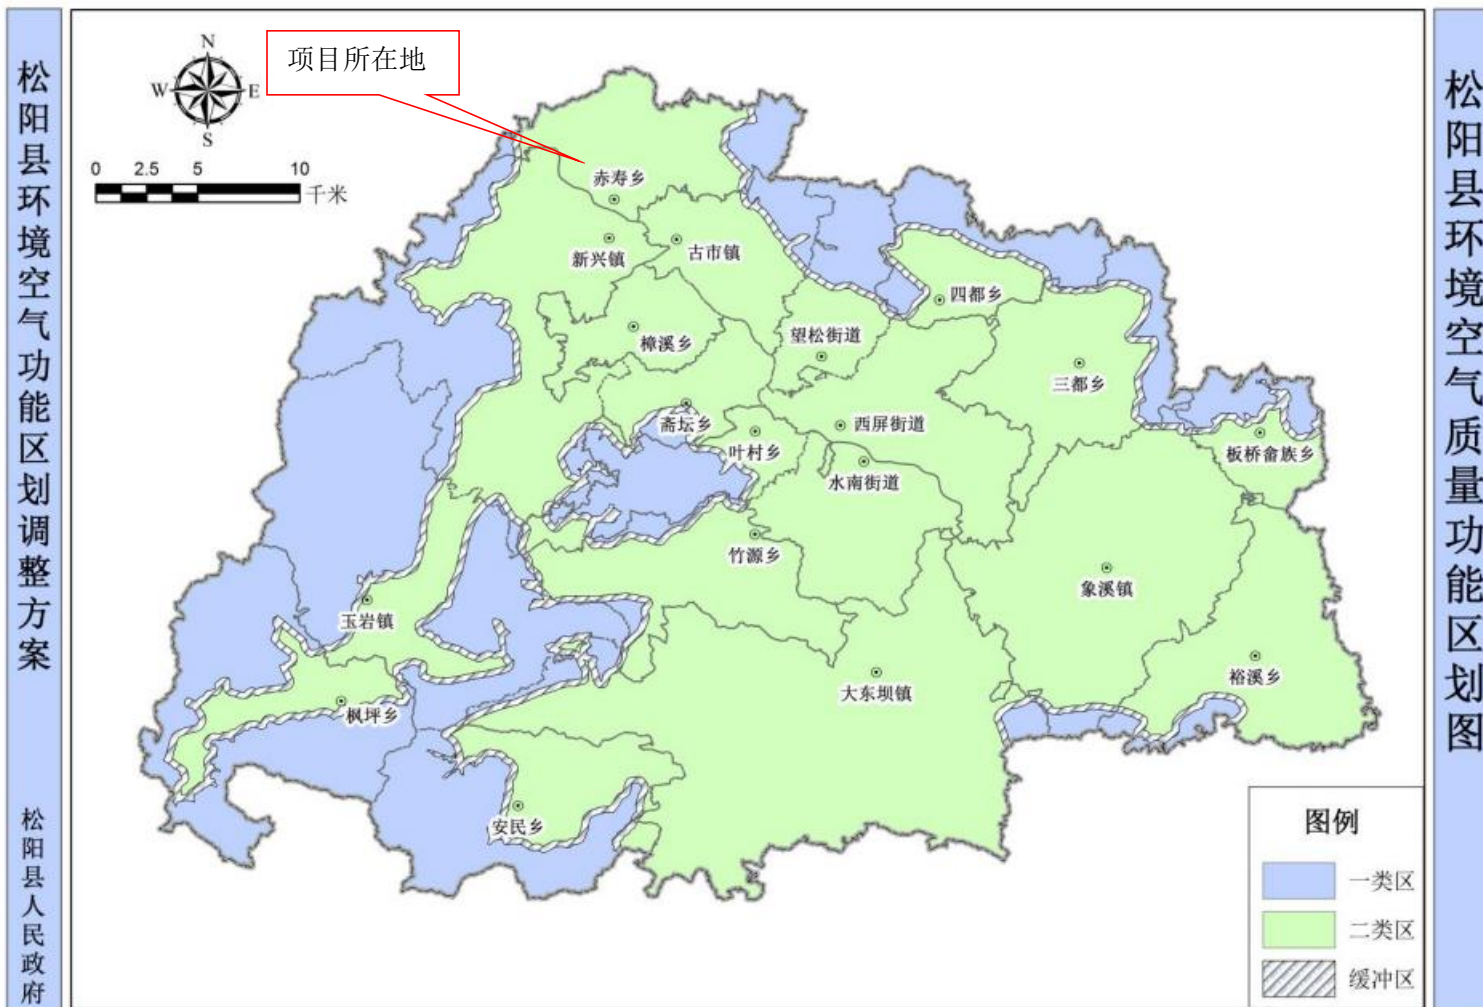 松阳县环境空气功能区划调整方案
松阳县人民政府
N
W
E
S
0
2.5
5
10
千米
项目所在地
赤寿乡
新兴镇
古市镇
四都乡
樟溪乡
望松街道
三都乡
斋坛乡
叶村乡
西屏街道
水南街道
板桥畲族乡
竹源乡
象溪镇
玉岩镇
枫坪乡
大东坝镇
裕溪乡
安民乡
图例
一类区
二类区
缓冲区
松阳县环境空气质量功能区划图